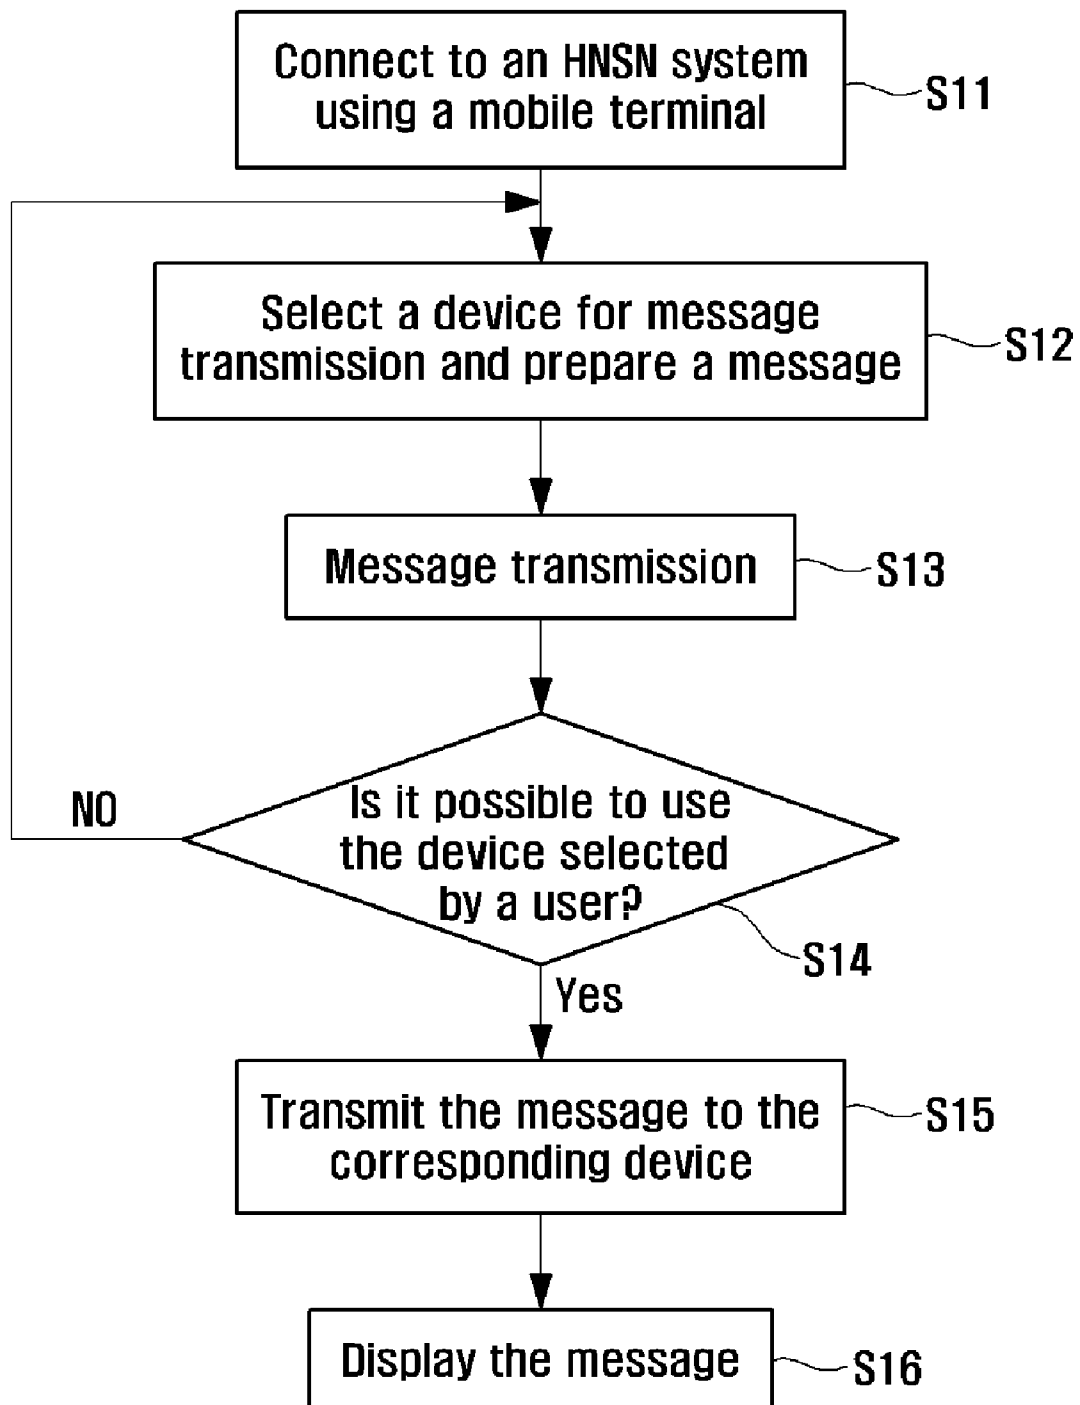 Connect to an HNSN system
using a mobile terminal
S11
Select a device for message
transmission and prepare a message
S12
Message transmission
S13
Is it possible to use
the device selected
by a user?
NO
S14
Yes
Transmit the message to the
corresponding device
S15
Display the message
S16